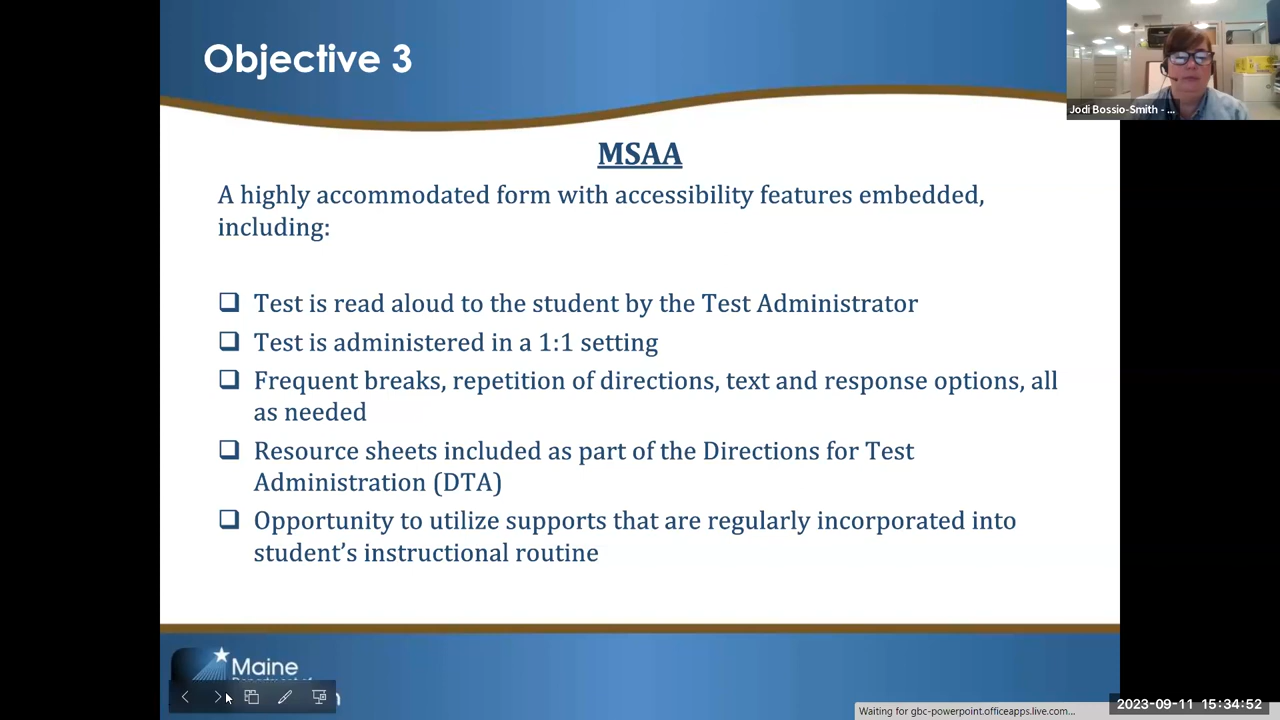 Objective 3
Jodi Bossio-Smith - ...
MSAA
A highly accommodated form with accessibility features embedded,
including:
❑ Test is read aloud to the student by the Test Administrator
❑ Test is administered in a 1:1 setting
❑ Frequent breaks, repetition of directions, text and response options, all
as needed
❑ Resource sheets included as part of the Directions for Test
Administration (DTA)
❑ Opportunity to utilize supports that are regularly incorporated into
student’s instructional routine
Maine
2023-09-11 15:34:52
Waiting for gbc-powerpoint.officeapps.live.com...